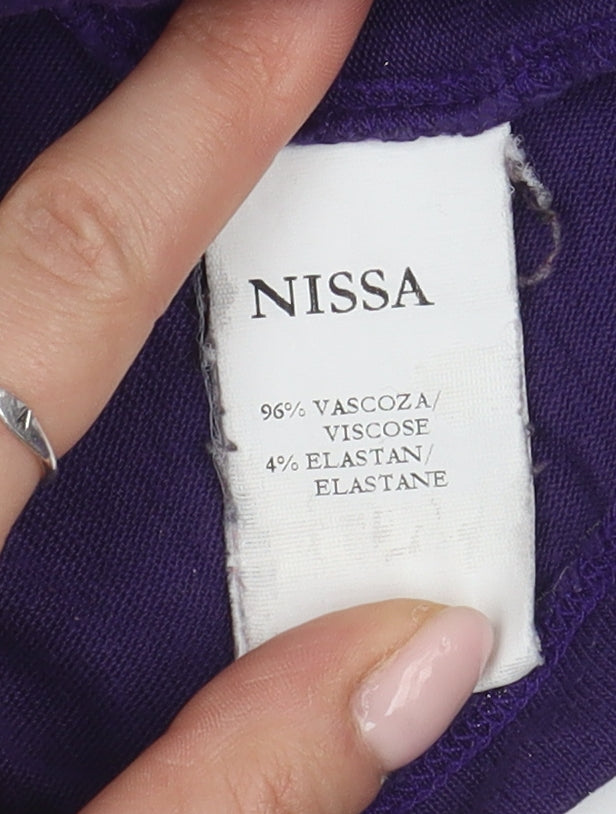 NISSA
96% VASCOZA/
VISCOSE
4% ELASTAN/
ELASTANE